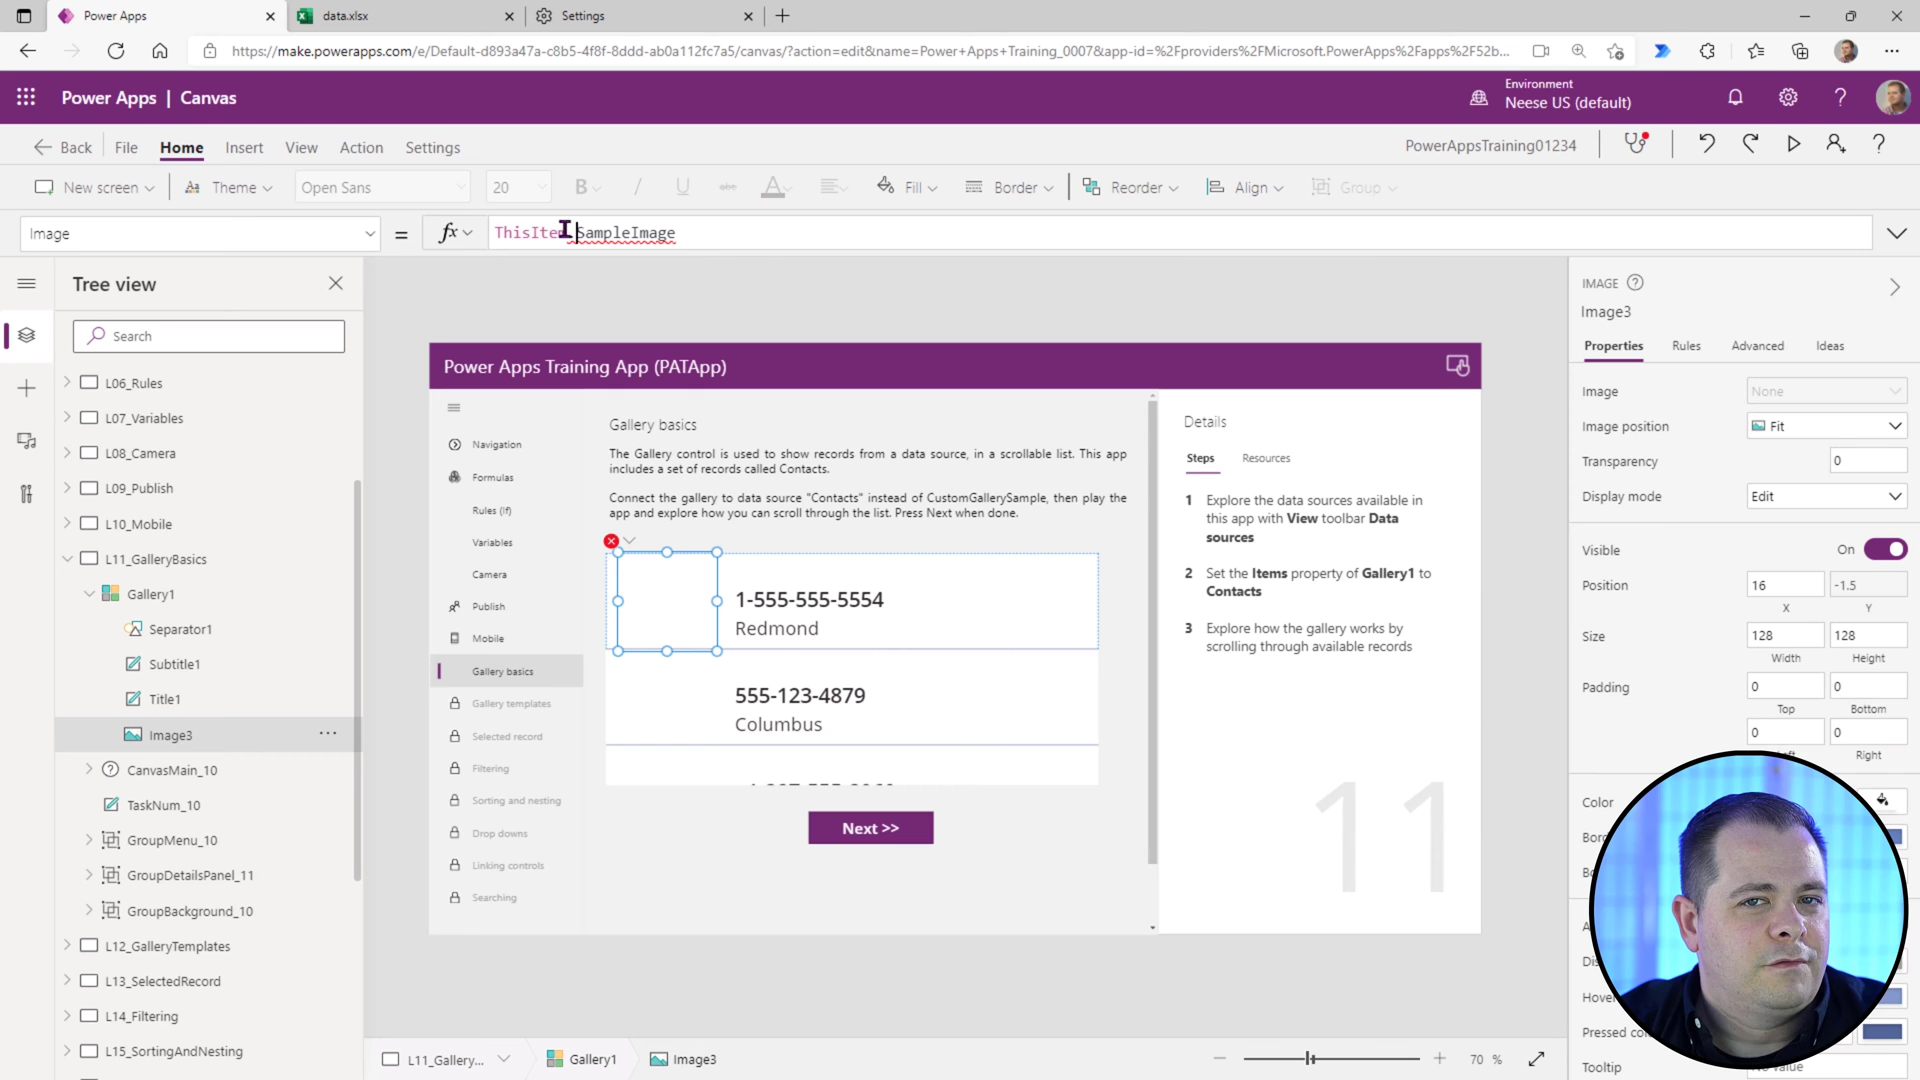 Power Apps
data.xlsx
Settings
https://make.powerapps.com/e/Default-d893a47a-c8b5-4f8f-8ddd-ab0a112fc7a5/canvas/?action=edit&name=Power+Apps+Training_0007&app-id=%2Fproviders%2FMicrosoft.PowerApps%2Fapps%2F52b...
Power Apps | Canvas
Environment
Neese US (default)
Back
File
Home
Insert
View
Action
Settings
PowerAppsTraining01234
New screen
Theme
Open Sans
20
B
I
U
abc
A
Fill
Border
Reorder
Align
Group
Image
=
fx
ThisItem.SampleImage
Tree view
Search
L06_Rules
L07_Variables
L08_Camera
L09_Publish
L10_Mobile
L11_GalleryBasics
Gallery1
Separator1
Subtitle1
Title1
Image3
CanvasMain_10
TaskNum_10
GroupMenu_10
GroupDetailsPanel_11
GroupBackground_10
L12_GalleryTemplates
L13_SelectedRecord
L14_Filtering
L15_SortingAndNesting
Power Apps Training App (PATApp)
Navigation
Formulas
Rules (If)
Variables
Camera
Publish
Mobile
Gallery basics
Gallery templates
Selected record
Filtering
Sorting and nesting
Drop downs
Linking controls
Searching
Gallery basics
The Gallery control is used to show records from a data source, in a scrollable list. This app
includes a set of records called Contacts.
Connect the gallery to data source "Contacts" instead of CustomGallerySample, then play the
app and explore how you can scroll through the list. Press Next when done.
1-555-555-5554
Redmond
555-123-4879
Columbus
Next >>
Details
Steps
Resources
1 Explore the data sources available in
this app with View toolbar Data
sources
2 Set the Items property of Gallery1 to
Contacts
3 Explore how the gallery works by
scrolling through available records
11
L11_Gallery...
Gallery1
Image3
70 %
IMAGE
Image3
Properties
Rules
Advanced
Ideas
Image
None
Image position
Fit
Transparency
0
Display mode
Edit
Visible
On
Position
16
-1.5
X
Y
Size
128
128
Width
Height
Padding
0
0
Top
Bottom
0
0
Right
Color
Tooltip